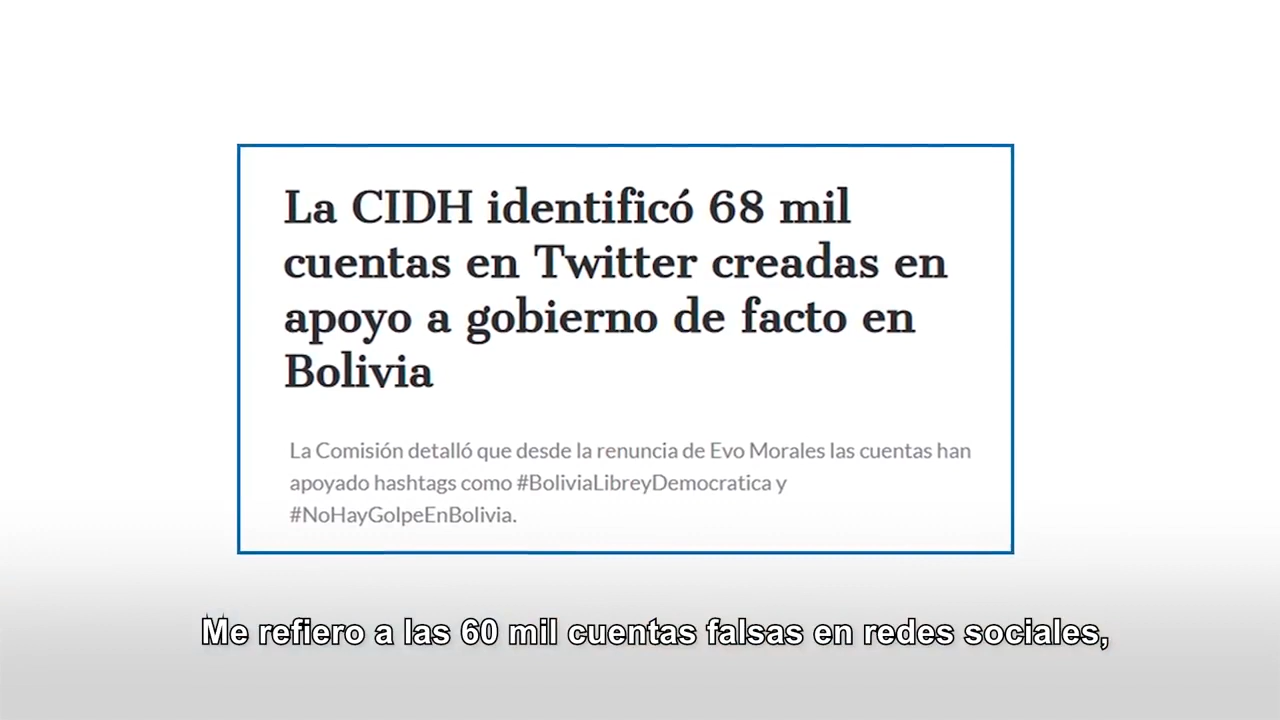 La CIDH identificó 68 mil
cuentas en Twitter creadas en
apoyo a gobierno de facto en
Bolivia
La Comisión detalló que desde la renuncia de Evo Morales las cuentas han
apoyado hashtags como #BoliviaLibreyDemocratica y
#NoHayGolpeEnBolivia.
Me refiero a las 60 mil cuentas falsas en redes sociales,